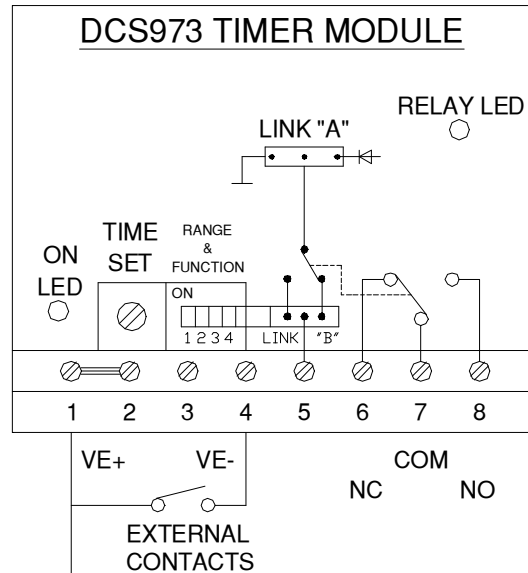 DCS973 TIMER MODULE
RELAY LED
LINK "A"
TIME
SET
RANGE
&
FUNCTION
ON
LED
ON
1 2 3 4 LINK "B"
1 2 3 4 5 6 7 8
VE+ VE- COM
NC NO
EXTERNAL
CONTACTS